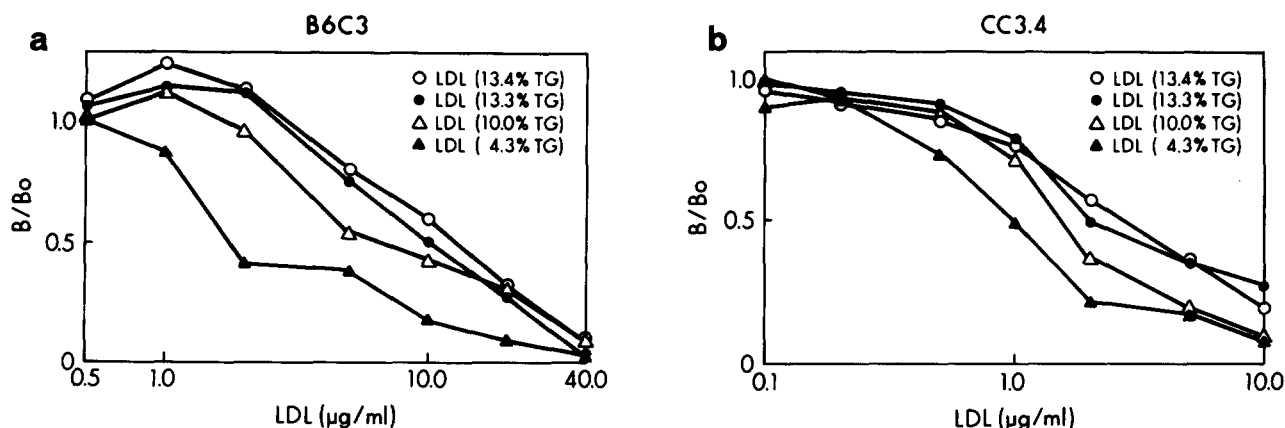 a
B6C3
LDL (13.4% TG)
LDL (13.3% TG)
LDL (10.0% TG)
LDL ( 4.3% TG)
B/Bo
1.0
0.5
0
0.5
1.0
10.0
40.0
LDL (µg/ml)
b
CC3.4
LDL (13.4% TG)
LDL (13.3% TG)
LDL (10.0% TG)
LDL ( 4.3% TG)
B/Bo
1.0
0.5
0
0.1
1.0
10.0
LDL (µg/ml)